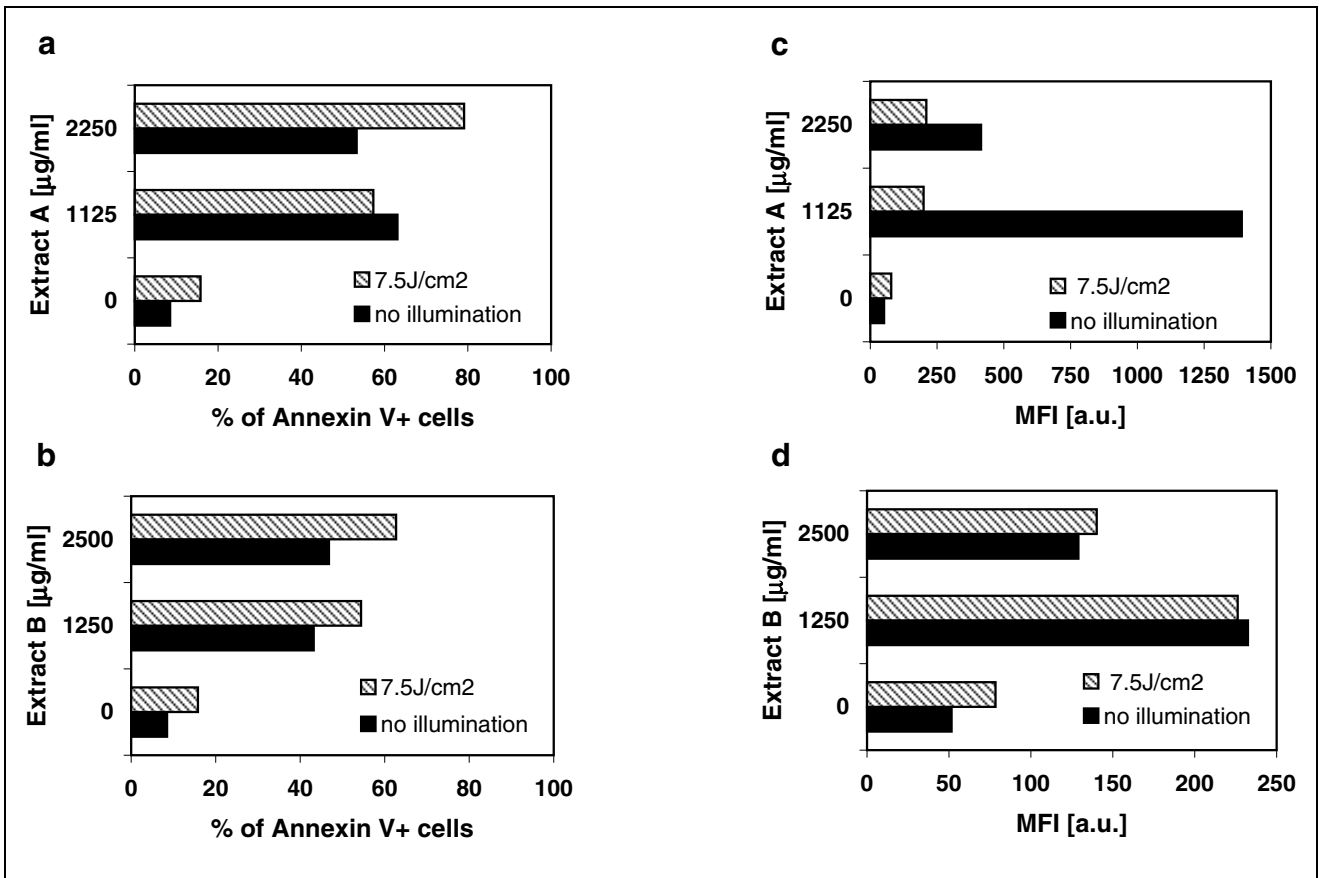 a
Extract A [µg/ml]
2250
1125
0
7.5J/cm2
no illumination
0 20 40 60 80 100
% of Annexin V+ cells
b
Extract B [µg/ml]
2500
1250
0
7.5J/cm2
no illumination
0 20 40 60 80 100
% of Annexin V+ cells
c
Extract A [µg/ml]
2250
1125
0
7.5J/cm2
no illumination
0 250 500 750 1000 1250 1500
MFI [a.u.]
d
Extract B [µg/ml]
2500
1250
0
7.5J/cm2
no illumination
0 50 100 150 200 250
MFI [a.u.]